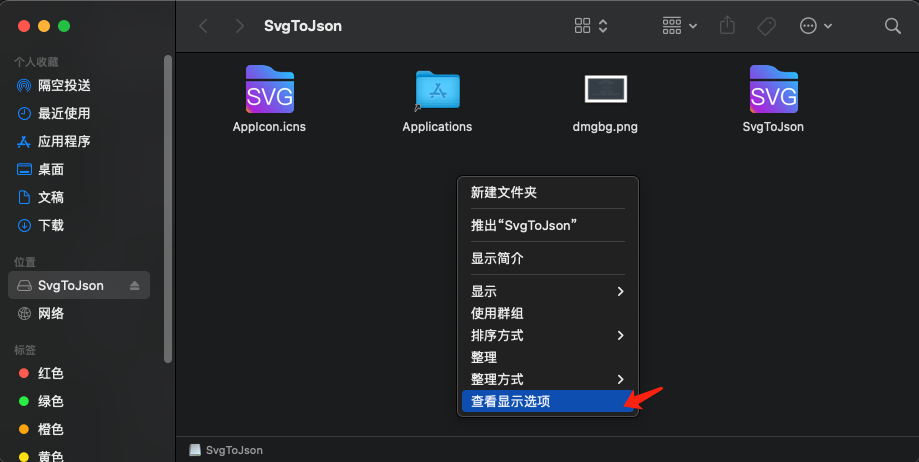 SvgToJson
个人收藏
隔空投送
最近使用
应用程序
桌面
文稿
下载
位置
SvgToJson
网络
标签
红色
绿色
橙色
黄色
SVG
AppIcon.icns
Applications
dmgbg.png
SVG
SvgToJson
新建文件夹
推出“SvgToJson”
显示简介
显示
使用群组
排序方式
整理
整理方式
查看显示选项
SvgToJson